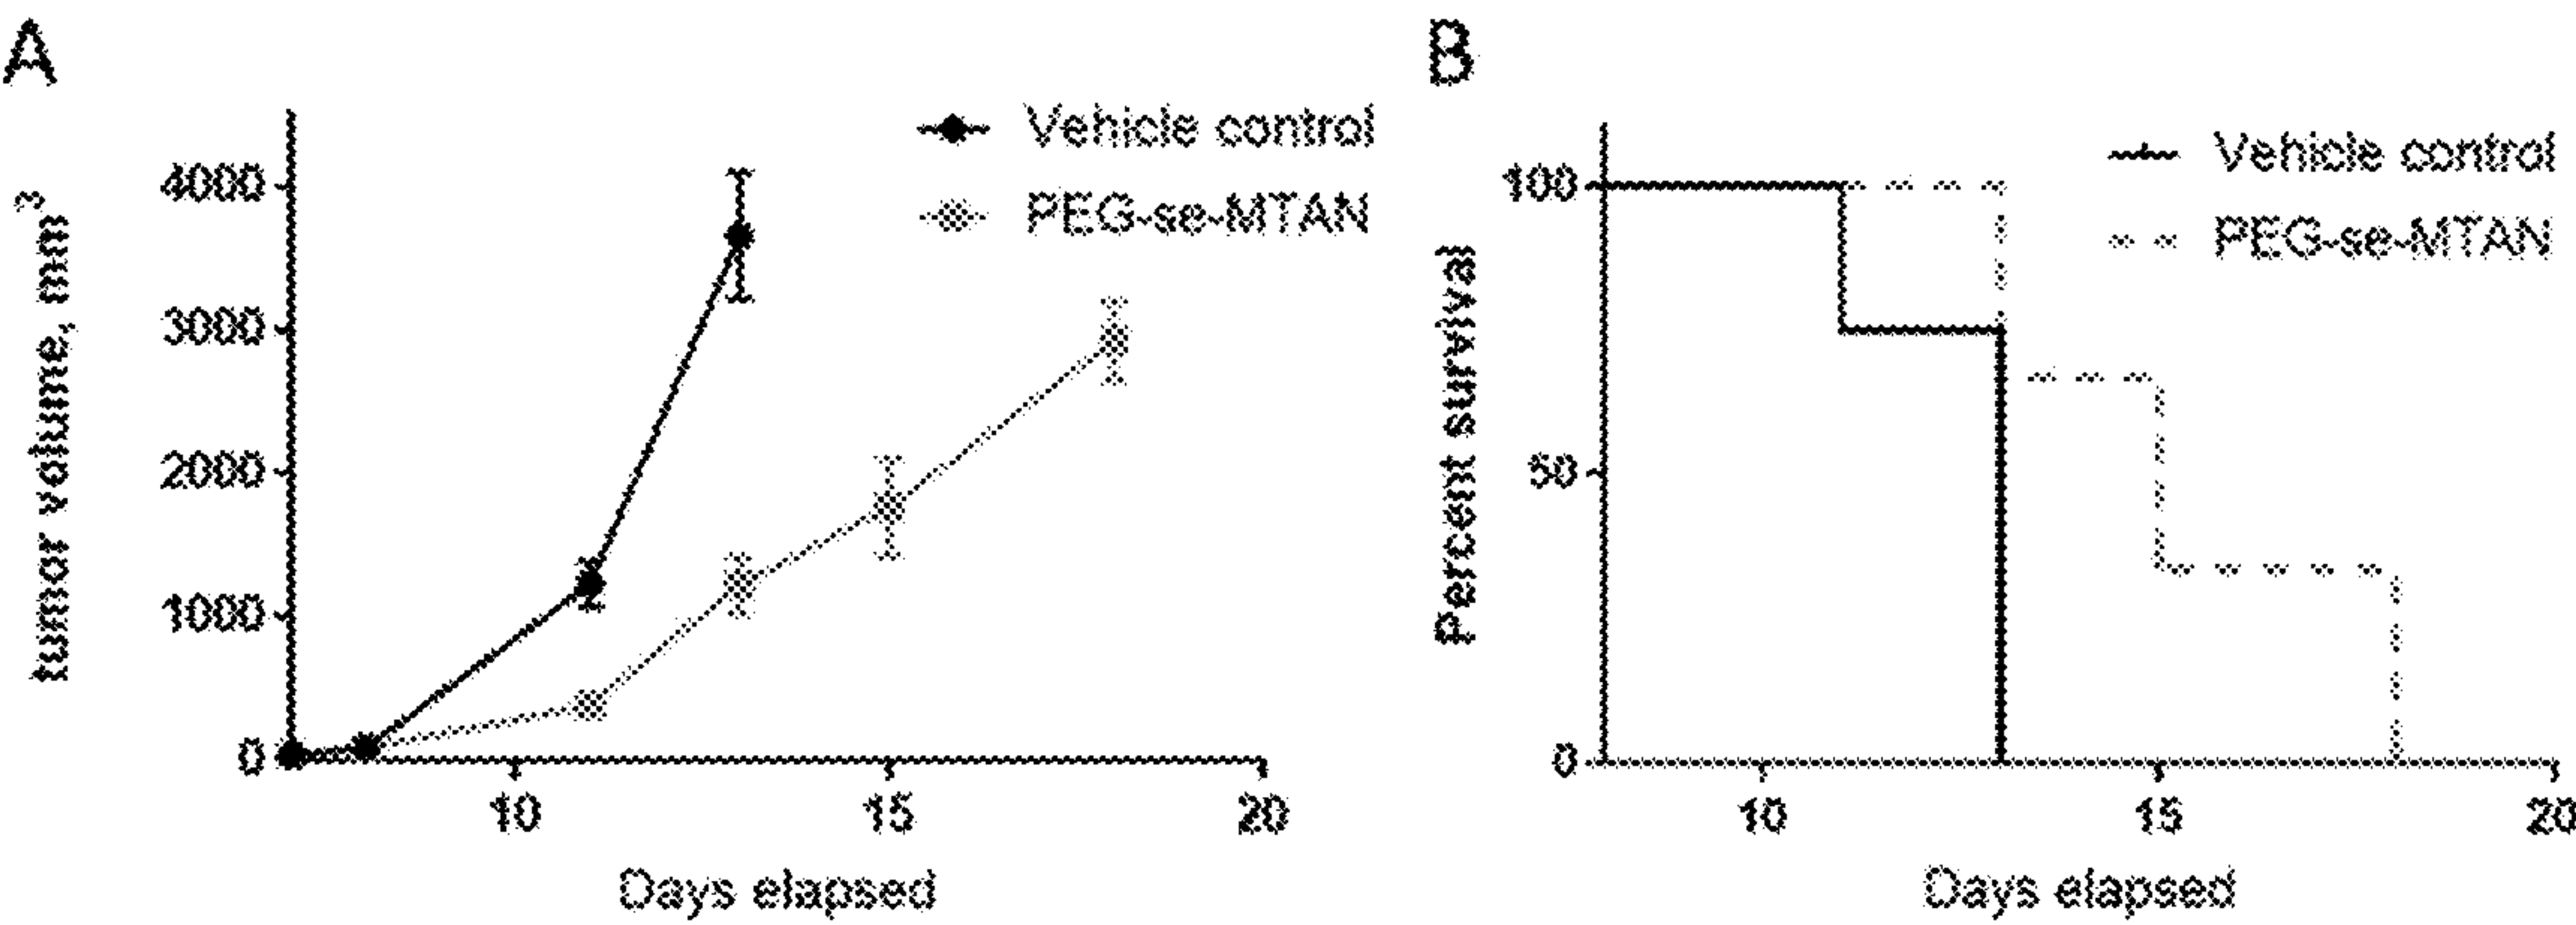 A
tumor volume, mm3
4000
3000
2000
1000
0
10
15
20
Days elapsed
Vehicle control
PEG-se-MTAN
B
Percent survival
100
50
0
10
15
20
Days elapsed
Vehicle control
PEG-se-MTAN